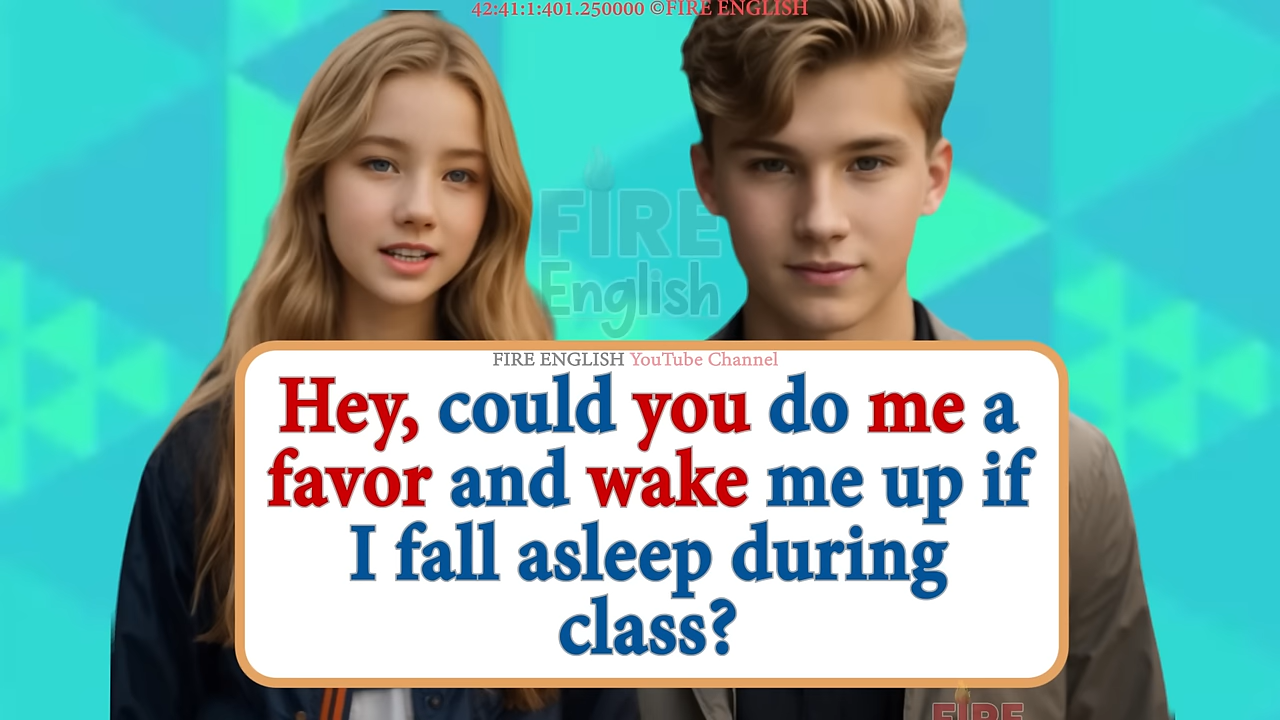 42:41:1:401.250000 ©FIRE ENGLISH
FIRE
English
FIRE ENGLISH YouTube Channel
Hey, could you do me a
favor and wake me up if
I fall asleep during
class?
FIRE